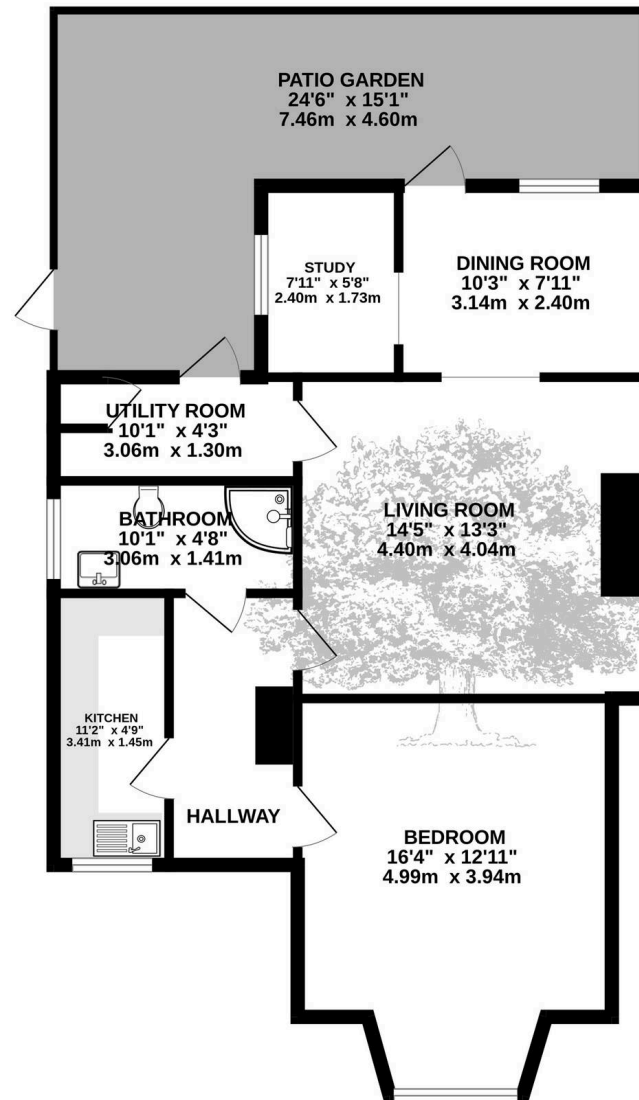 PATIO GARDEN
24'6" x 15'1"
7.46m x 4.60m
STUDY
7'11" x 5'8"
2.40m x 1.73m
DINING ROOM
10'3" x 7'11"
3.14m x 2.40m
UTILITY ROOM
10'1" x 4'3"
3.06m x 1.30m
BATHROOM
10'1" x 4'8"
3.06m x 1.41m
LIVING ROOM
14'5" x 13'3"
4.40m x 4.04m
KITCHEN
11'2" x 4'9"
3.41m x 1.45m
HALLWAY
BEDROOM
16'4" x 12'11"
4.99m x 3.94m